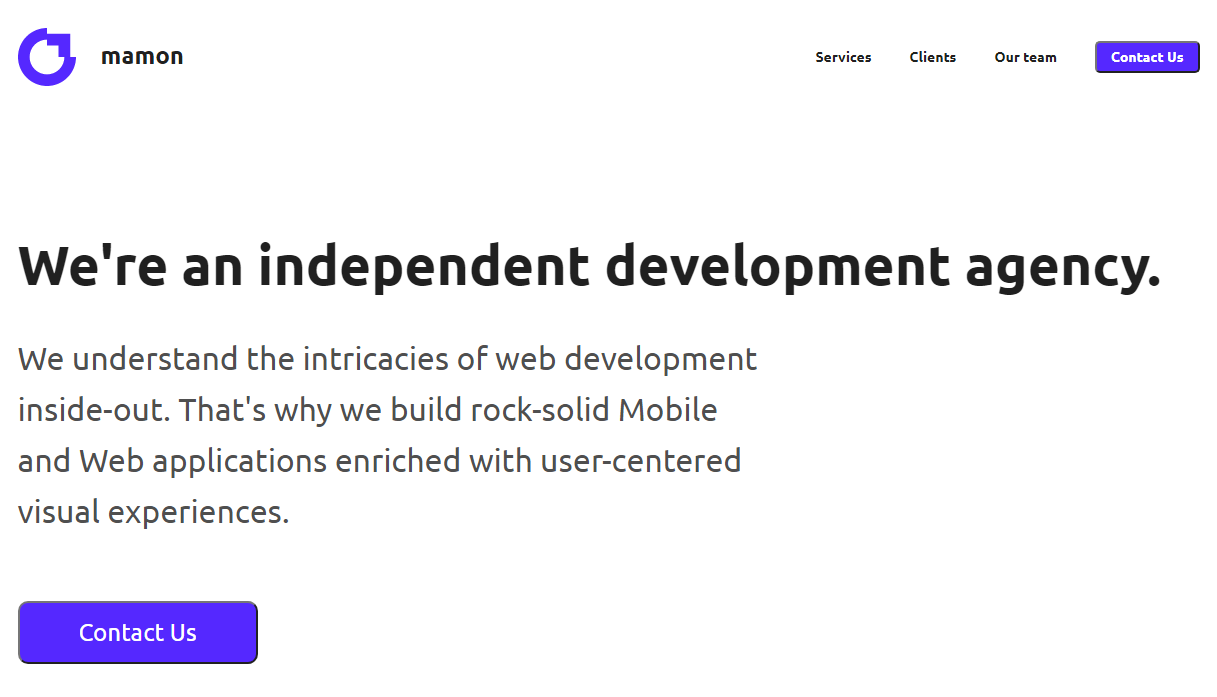 mamon
Services
Clients
Our team
Contact Us
We're an independent development agency.
We understand the intricacies of web development
inside-out. That's why we build rock-solid Mobile
and Web applications enriched with user-centered
visual experiences.
Contact Us